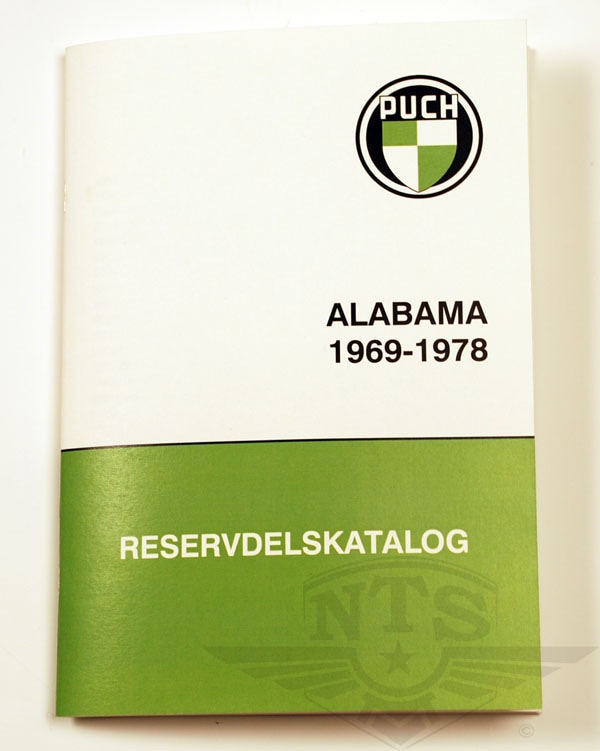 PUCH
ALABAMA
1969-1978
RESERVDELSKATALOG
NTS
©